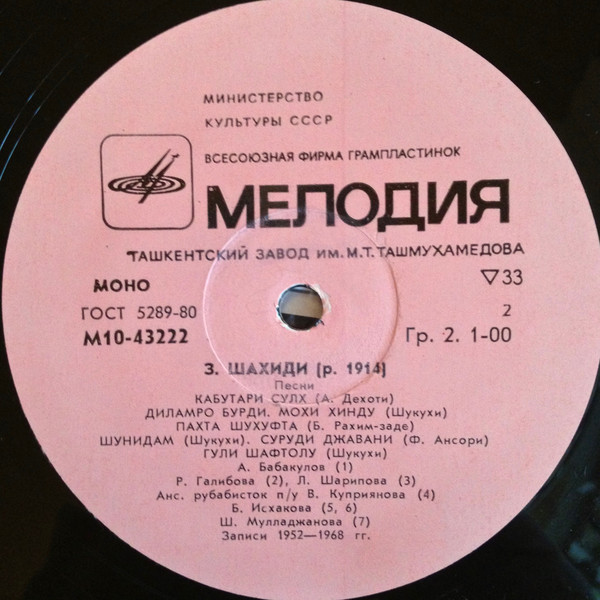 МИНИСТЕРСТВО
КУЛЬТУРЫ СССР
ВСЕСОЮЗНАЯ ФИРМА ГРАМПЛАСТИНОК
МЕЛОДИЯ
ТАШКЕНТСКИЙ ЗАВОД ИМ. М.Т. ТАШМУХАМЕДОВА
МОНО ▽33
ГОСТ 5289-80 2
М10-43222 Гр. 2. 1-00
З. ШАХИДИ (р. 1914)
Песни
КАБУТАРИ СУЛХ (А. Дехоти)
ДИЛАМРО БУРДИ. МОХИ ХИНДУ (Шукухи)
ПАХТА ШУХУФТА (Б. Рахим-заде)
ШУНИДАМ (Шукухи). СУРУДИ ДЖАВАНИ (Ф. Ансори)
ГУЛИ ШАФТОЛУ (Шукухи)
А. Бабакулов (1)
Р. Галибова (2), Л. Шарипова (3)
Анс. рубабисток п/у В. Куприянова (4)
Б. Исхакова (5, 6)
Ш. Мулладжанова (7)
Записи 1952—1968 гг.